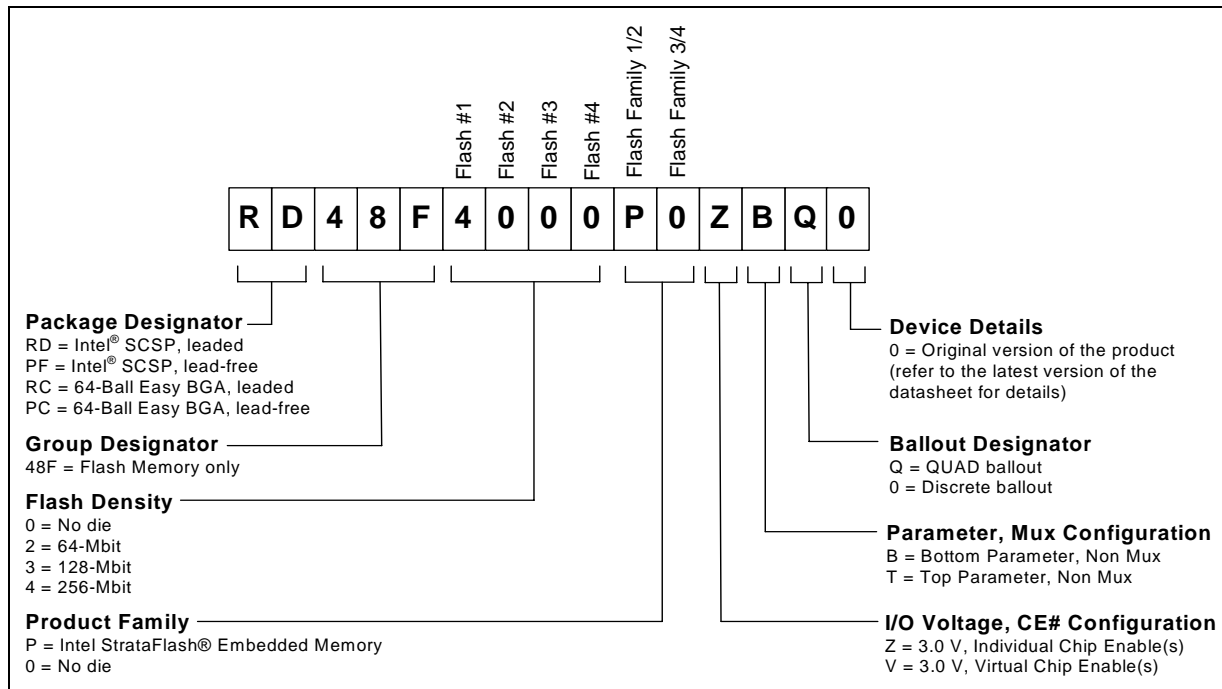 Flash #1
Flash #2
Flash #3
Flash #4
Flash Family 1/2
Flash Family 3/4
R D 4 8 F 4 0 0 0 P 0 Z B Q 0
Package Designator
RD = Intel® SCSP, leaded
PF = Intel® SCSP, lead-free
RC = 64-Ball Easy BGA, leaded
PC = 64-Ball Easy BGA, lead-free
Group Designator
48F = Flash Memory only
Flash Density
0 = No die
2 = 64-Mbit
3 = 128-Mbit
4 = 256-Mbit
Product Family
P = Intel StrataFlash® Embedded Memory
0 = No die
Device Details
0 = Original version of the product
(refer to the latest version of the
datasheet for details)
Ballout Designator
Q = QUAD ballout
0 = Discrete ballout
Parameter, Mux Configuration
B = Bottom Parameter, Non Mux
T = Top Parameter, Non Mux
I/O Voltage, CE# Configuration
Z = 3.0 V, Individual Chip Enable(s)
V = 3.0 V, Virtual Chip Enable(s)